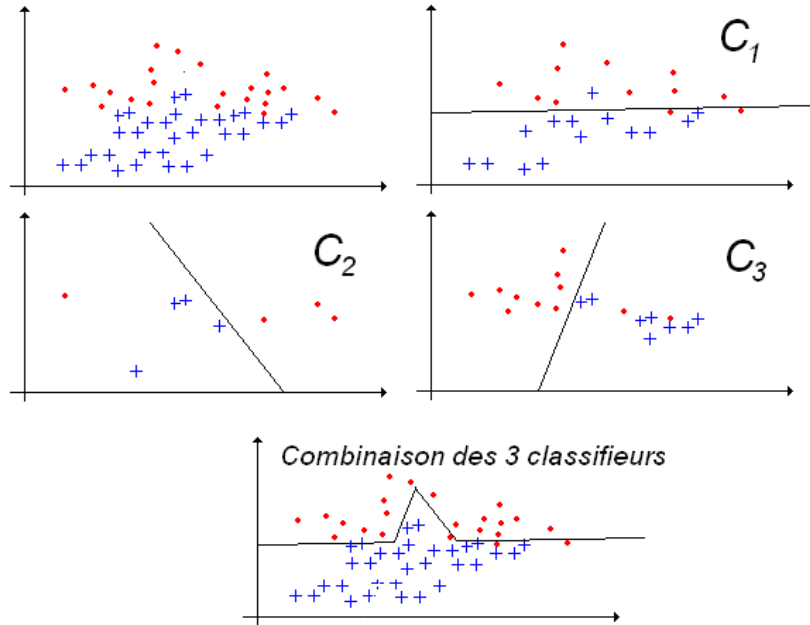 C₁
C₂
C₃
Combinaison des 3 classifieurs